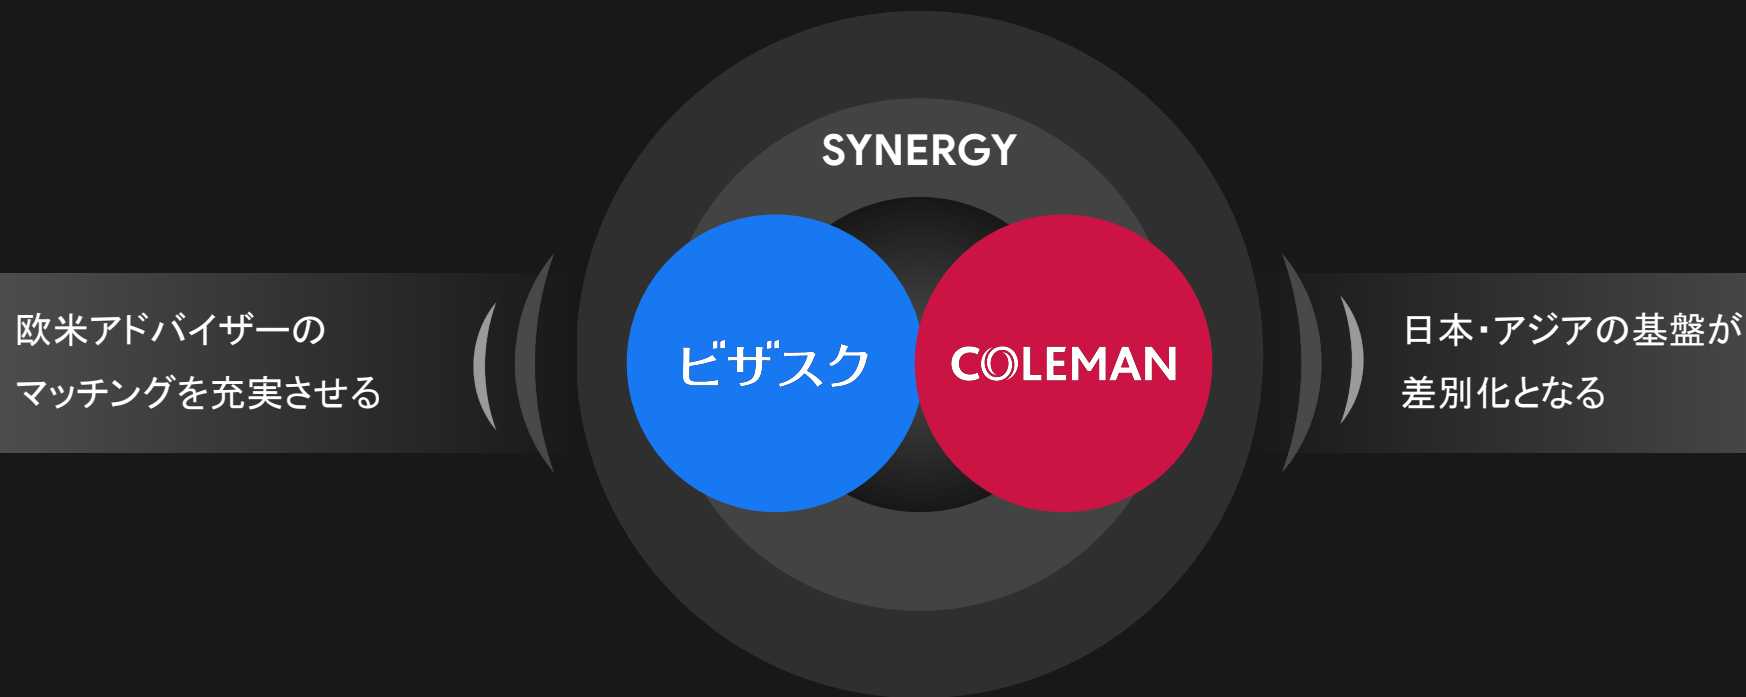 SYNERGY
欧米アドバイザーの
マッチングを充実させる
ビザスク
COLEMAN
日本・アジアの基盤が
差別化となる